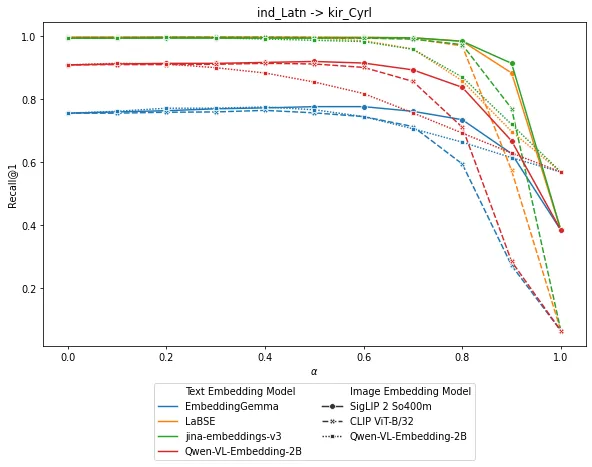 ind_Latn -> kir_Cyrl
Recall@1
1.0
0.8
0.6
0.4
0.2
0.0
0.2
0.4
0.6
0.8
1.0
α
Text Embedding Model
EmbeddingGemma
LaBSE
jina-embeddings-v3
Qwen-VL-Embedding-2B
Image Embedding Model
SigLIP 2 So400m
CLIP ViT-B/32
Qwen-VL-Embedding-2B